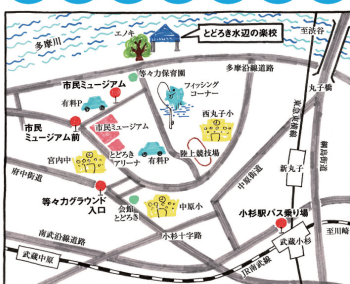 とどろき水辺の楽校
エノキ
多摩川
至渋谷
等々力保育園
多摩沿線道路
丸子橋
市民ミュージアム
フィッシング
コーナー
有料P
西丸子小
東急東横線
綱島街道
市民
ミュージアム前
市民ミュージアム
とどろき
アリーナ
有料P
陸上競技場
宮内中
中原街道
新丸子
府中街道
等々力グラウンド
入口
会館
とどろき
中原小
小杉駅バス乗り場
南武沿線道路
小杉十字路
武蔵小杉
至川崎
武蔵中原
JR南武線